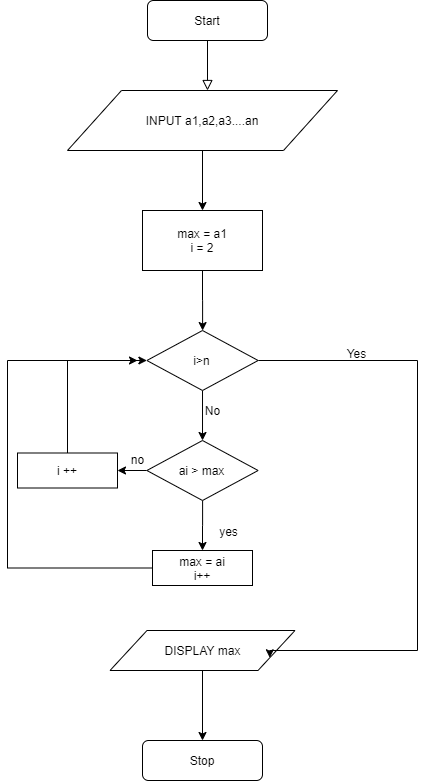 Start
INPUT a1,a2,a3....an
max = a1
i = 2
i>n
Yes
No
ai > max
no
i ++
yes
max = ai
i++
DISPLAY max
Stop